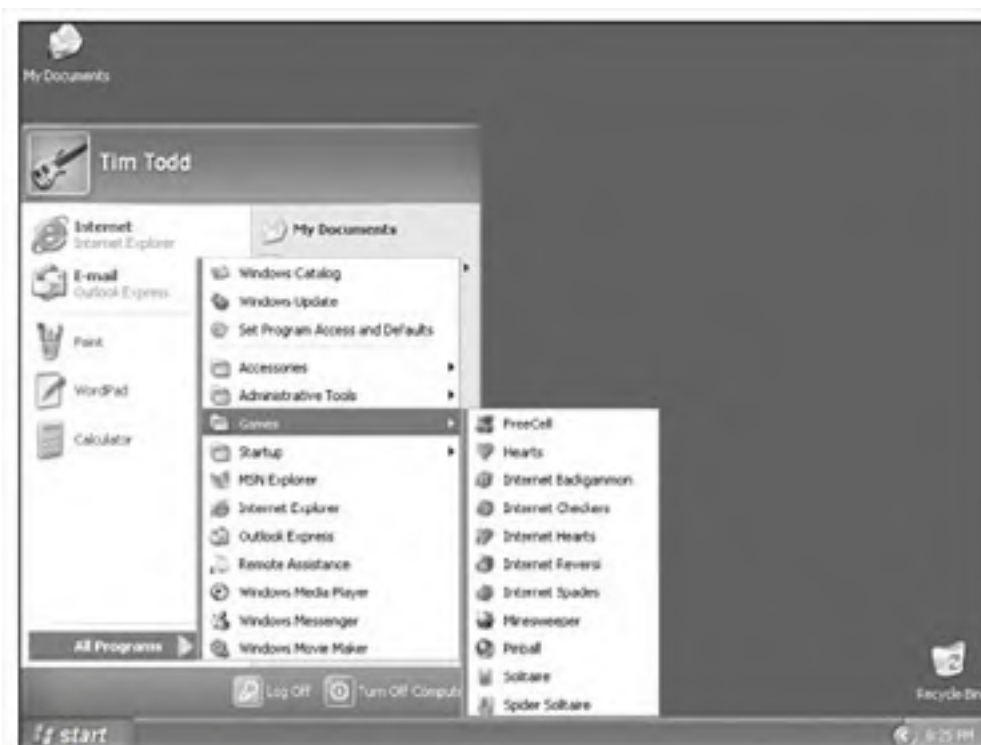 My Documents
Tim Todd
Internet
Internet Explorer
My Documents
E-mail
Outlook Express
Paint
WordPad
Calculator
Windows Catalog
Windows Update
Set Program Access and Defaults
Accessories
Administrative Tools
Games
Startup
MSN Explorer
Internet Explorer
Outlook Express
Remote Assistance
Windows Media Player
Windows Messenger
Windows Movie Maker
FreeCell
Hearts
Internet Backgammon
Internet Checkers
Internet Hearts
Internet Reversi
Internet Spades
Minesweeper
Pinball
Solitaire
Spider Solitaire
All Programs
Log Off
Turn Off Comput
Recycle Bin
start
8:25 PM